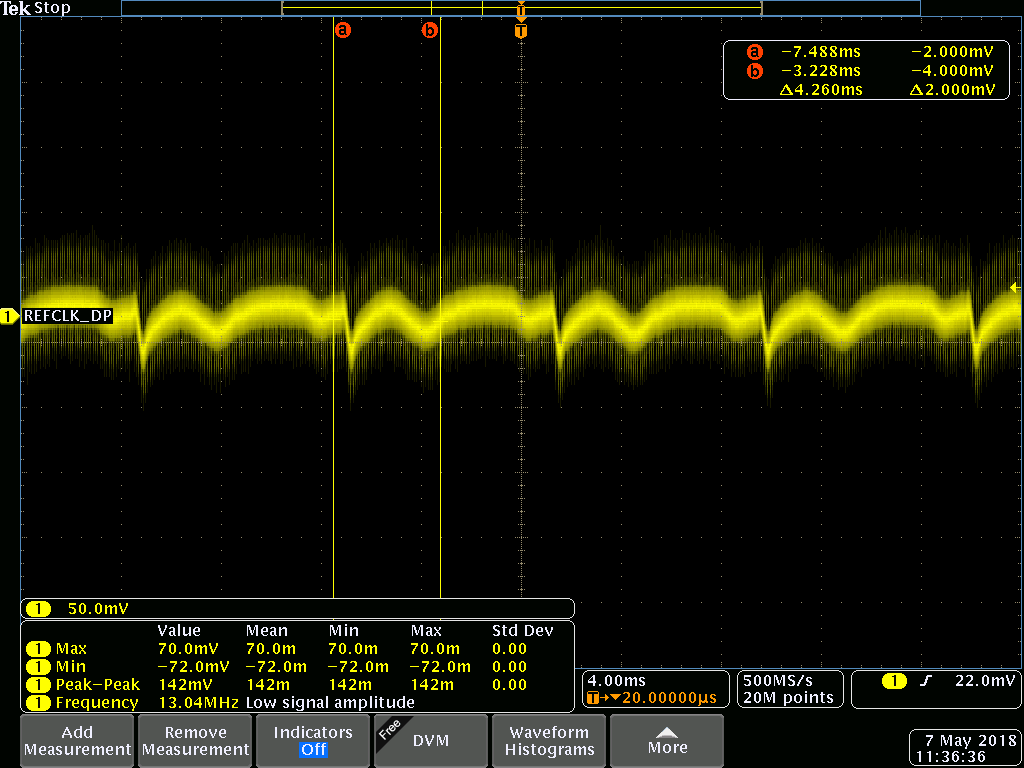 Tek Stop
T
a b T
a −7.488ms −2.000mV
b −3.228ms −4.000mV
Δ4.260ms Δ2.000mV
1 REFCLK_DP
1 50.0mV
Value Mean Min Max Std Dev
1 Max 70.0mV 70.0m 70.0m 70.0m 0.00
1 Min −72.0mV −72.0m −72.0m −72.0m 0.00
1 Peak−Peak 142mV 142m 142m 142m 0.00
1 Frequency 13.04MHz Low signal amplitude
4.00ms
T→▼20.00000µs
500MS/s
20M points
1 22.0mV
Add
Measurement
Remove
Measurement
Indicators
Off
Free
DVM
Waveform
Histograms
More
7 May 2018
11:36:36